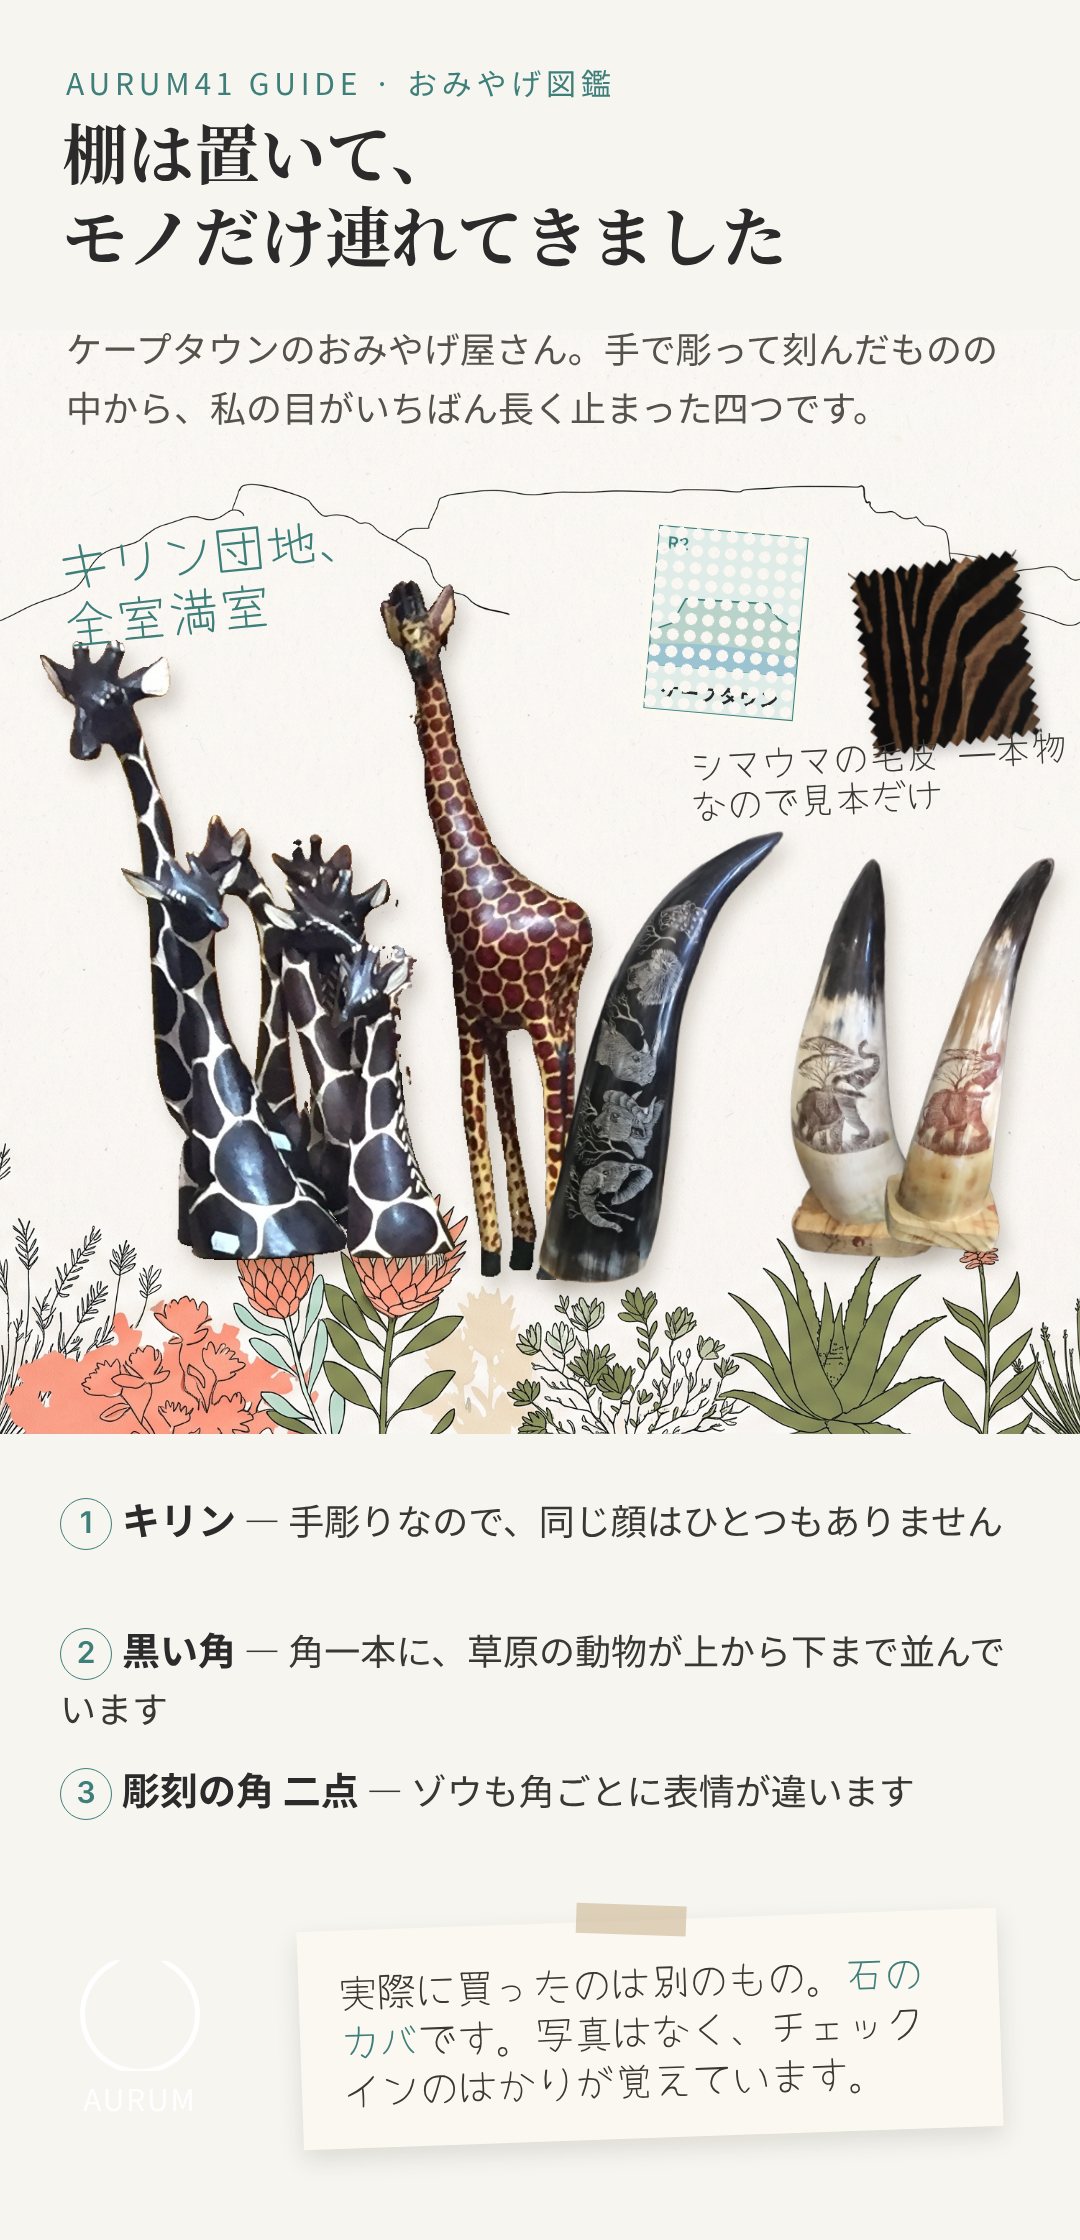 AURUM41 GUIDE · おみやげ図鑑
棚は置いて、
モノだけ連れてきました
ケープタウンのおみやげ屋さん。手で彫って刻んだものの
中から、私の目がいちばん長く止まった四つです。
キリン団地、
全室満室
ケープタウン
シマウマの毛皮 一本物
なので見本だけ
1 キリン — 手彫りなので、同じ顔はひとつもありません
2 黒い角 — 角一本に、草原の動物が上から下まで並んで
います
3 彫刻の角 二点 — ゾウも角ごとに表情が違います
実際に買ったのは別のもの。石の
カバです。写真はなく、チェック
インのはかりが覚えています。
AURUM